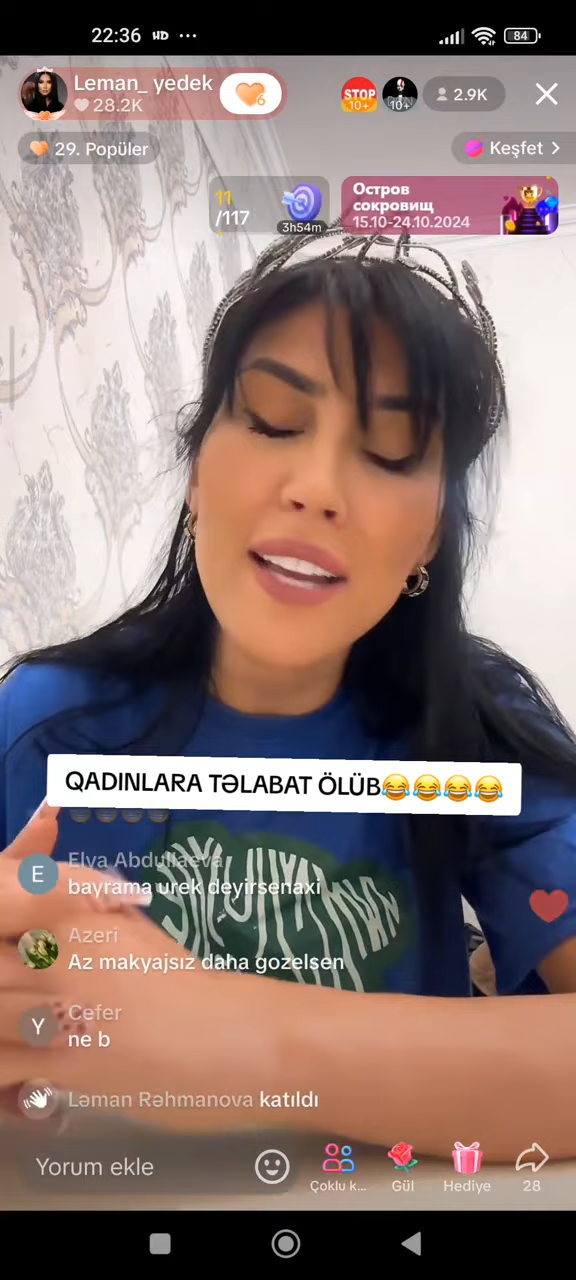 22:36 HD ... 84
Leman_ yedek
28.2K
6
STOP
10+
10+
2.9K
29. Popüler
Keşfet >
11
/117
3h54m
Остров
сокровищ
15.10-24.10.2024
QADINLARA TƏLABAT ÖLÜB😂😂😂😂
E
Elya Abdullaeva
bayrama urek deyirsenaxi
Azeri
Az makyajsiz daha gozelsen
Y
Cefer
ne b
Ləman Rəhmanova katıldı
Yorum ekle
Çoklu k...
Gül
Hediye
28